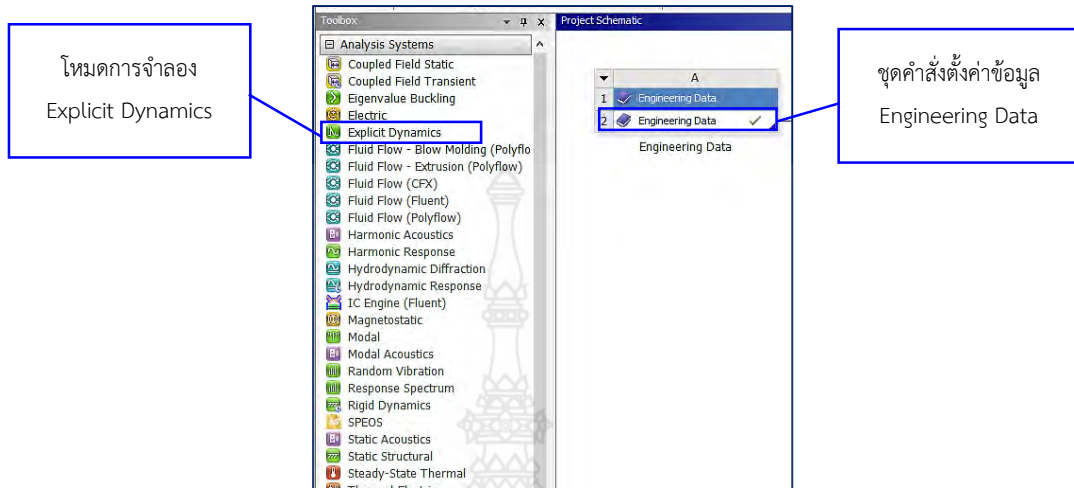 โหมดการจำลอง
Explicit Dynamics
Toolbox
Analysis Systems
Coupled Field Static
Coupled Field Transient
Eigenvalue Buckling
Electric
Explicit Dynamics
Fluid Flow - Blow Molding (Polyflo
Fluid Flow - Extrusion (Polyflow)
Fluid Flow (CFX)
Fluid Flow (Fluent)
Fluid Flow (Polyflow)
Harmonic Acoustics
Harmonic Response
Hydrodynamic Diffraction
Hydrodynamic Response
IC Engine (Fluent)
Magnetostatic
Modal
Modal Acoustics
Random Vibration
Response Spectrum
Rigid Dynamics
SPEOS
Static Acoustics
Static Structural
Steady-State Thermal
Project Schematic
A
1 Engineering Data
2 Engineering Data
Engineering Data
ชุดคำสั่งตั้งค่าข้อมูล
Engineering Data